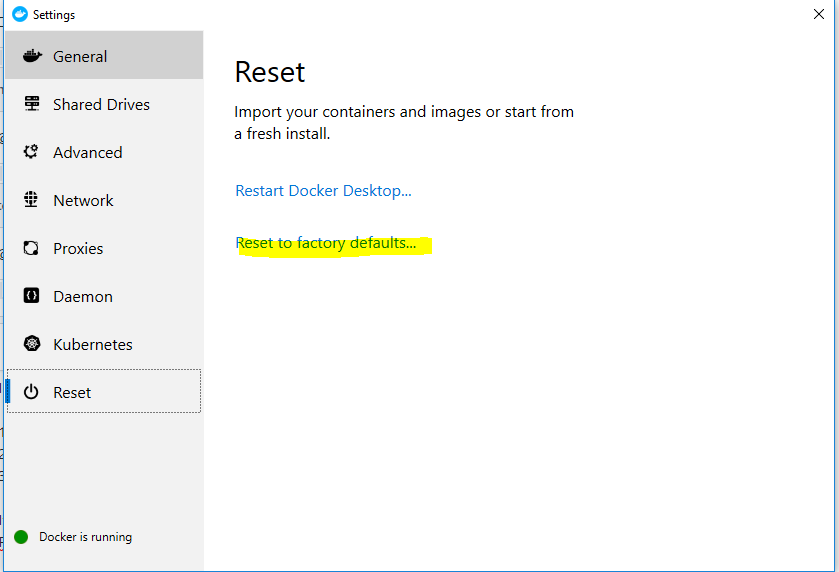 Settings
General
Shared Drives
Advanced
Network
Proxies
Daemon
Kubernetes
Reset
Docker is running
Reset
Import your containers and images or start from
a fresh install.
Restart Docker Desktop...
Reset to factory defaults...